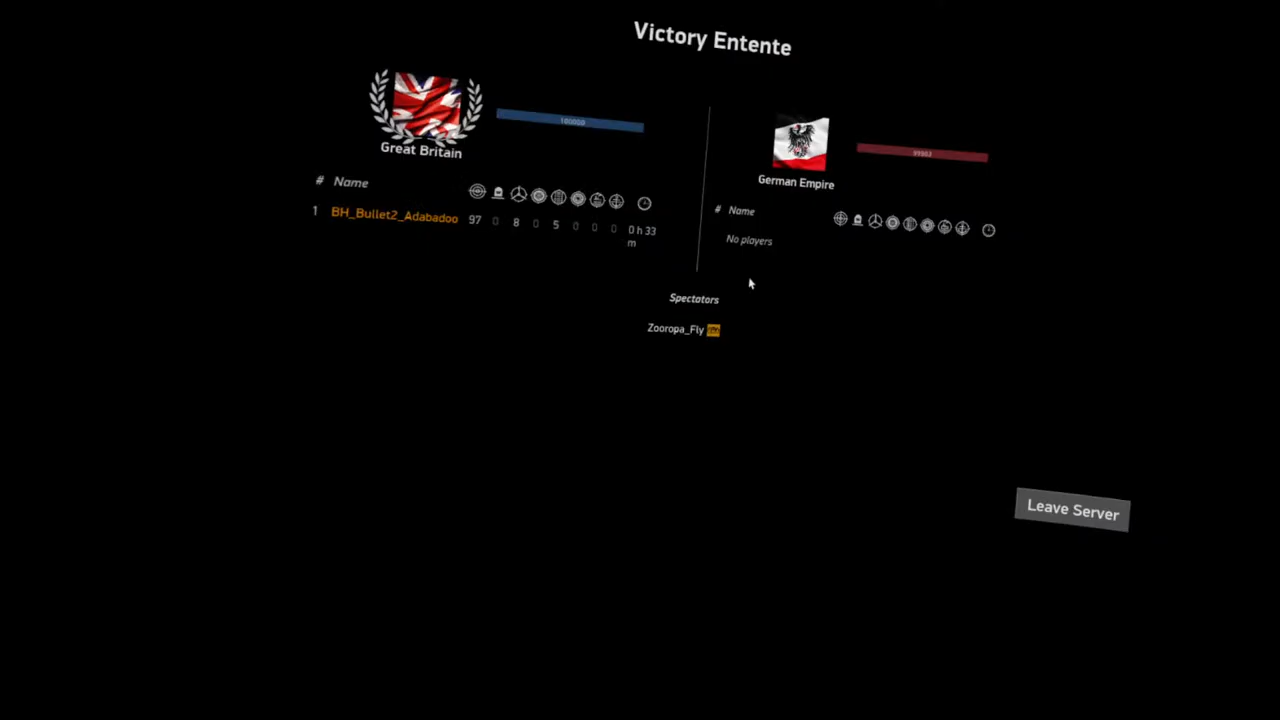 Victory Entente
100000
Great Britain
# Name
1 BH_Bullet2_Adabadoo 97 0 8 0 5 0 0 0 0 h 33 m
German Empire
# Name
No players
Spectators
Zooropa_Fly
Leave Server